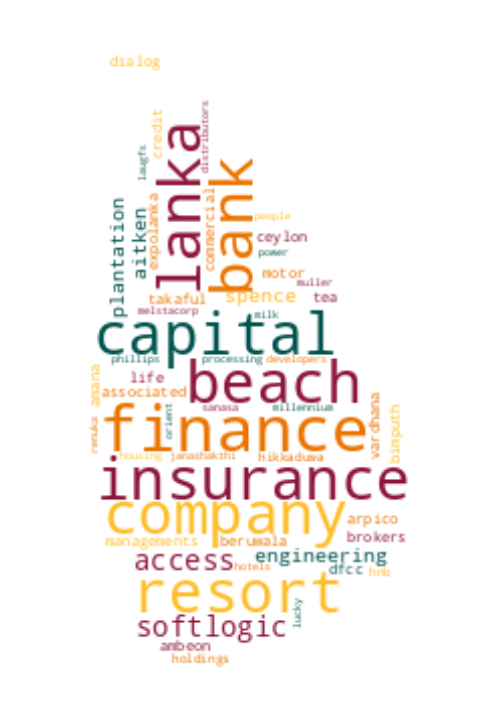 dialog
distributors
credit
lanka
laugfs
bank
commercial
expolanka
plantation
aitken
people
ceylon
power
motor
muller
takaful
spence
tea
melstacorp
milk
capital
phillips
processing
developers
amana
life
beach
associated
vardhana
sanasa
millennium
orient
renuka
finance
bimputh
housing
janashakthi
hikkaduwa
insurance
company
arpico
managements
beruwala
brokers
access
engineering
hotels
dfcc
hnb
resort
lucky
softlogic
ambeon
holdings